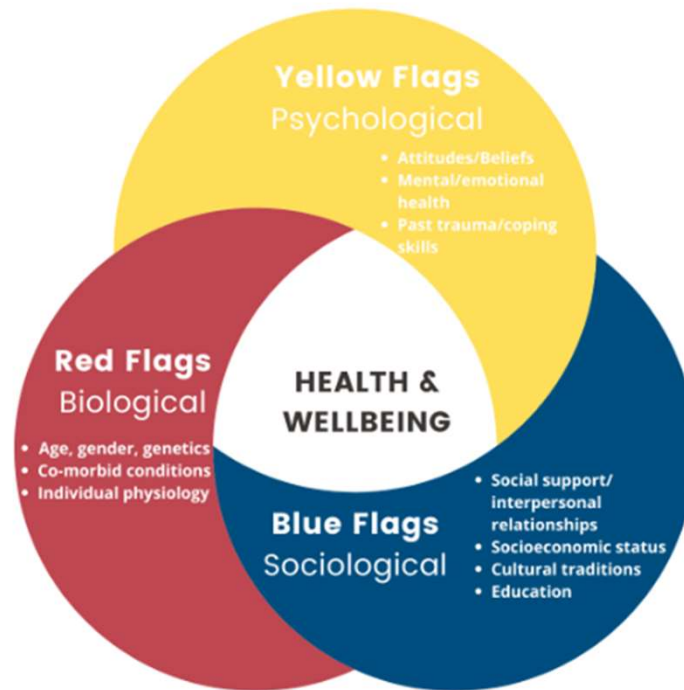 Yellow Flags
Psychological
• Attitudes/Beliefs
• Mental/emotional
health
• Past trauma/coping
skills
Red Flags
Biological
• Age, gender, genetics
• Co-morbid conditions
• Individual physiology
HEALTH &
WELLBEING
Blue Flags
Sociological
• Social support/
interpersonal
relationships
• Socioeconomic status
• Cultural traditions
• Education